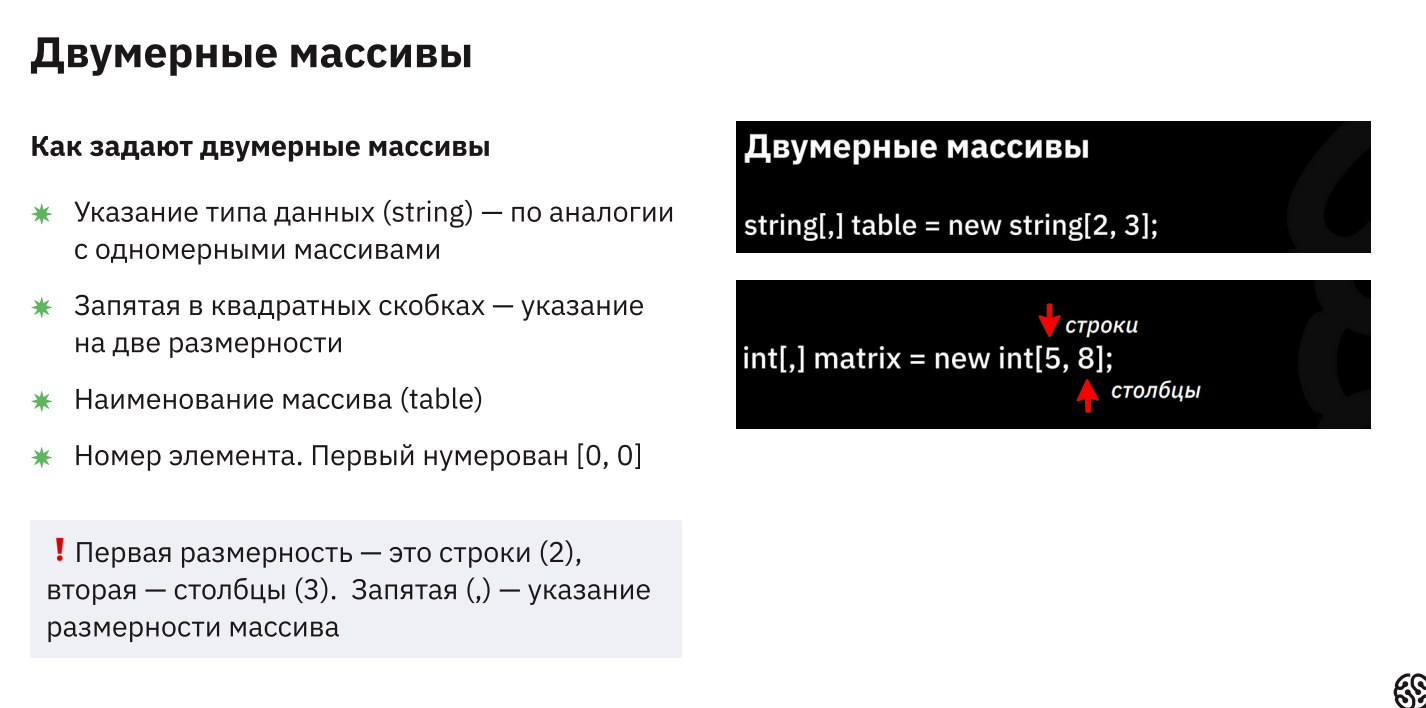 Двумерные массивы
Как задают двумерные массивы
Указание типа данных (string) — по аналогии
с одномерными массивами
Запятая в квадратных скобках — указание
на две размерности
Наименование массива (table)
Номер элемента. Первый нумерован [0, 0]
! Первая размерность — это строки (2),
вторая — столбцы (3). Запятая (,) — указание
размерности массива
Двумерные массивы
string[,] table = new string[2, 3];
строки
int[,] matrix = new int[5, 8];
столбцы